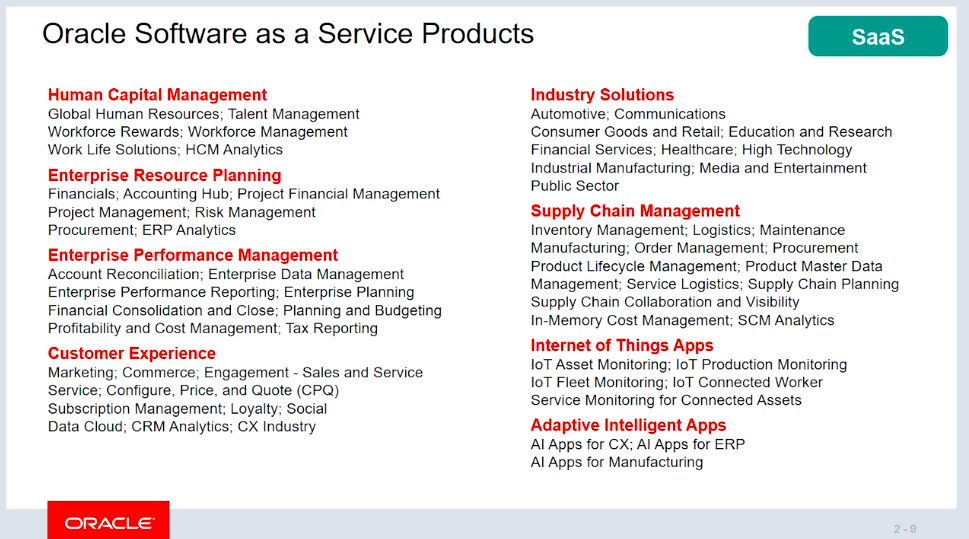 Oracle Software as a Service Products
SaaS
Human Capital Management
Global Human Resources; Talent Management
Workforce Rewards; Workforce Management
Work Life Solutions; HCM Analytics
Enterprise Resource Planning
Financials; Accounting Hub; Project Financial Management
Project Management; Risk Management
Procurement; ERP Analytics
Enterprise Performance Management
Account Reconciliation; Enterprise Data Management
Enterprise Performance Reporting; Enterprise Planning
Financial Consolidation and Close; Planning and Budgeting
Profitability and Cost Management; Tax Reporting
Customer Experience
Marketing; Commerce; Engagement - Sales and Service
Service; Configure, Price, and Quote (CPQ)
Subscription Management; Loyalty; Social
Data Cloud; CRM Analytics; CX Industry
Industry Solutions
Automotive; Communications
Consumer Goods and Retail; Education and Research
Financial Services; Healthcare; High Technology
Industrial Manufacturing; Media and Entertainment
Public Sector
Supply Chain Management
Inventory Management; Logistics; Maintenance
Manufacturing; Order Management; Procurement
Product Lifecycle Management; Product Master Data
Management; Service Logistics; Supply Chain Planning
Supply Chain Collaboration and Visibility
In-Memory Cost Management; SCM Analytics
Internet of Things Apps
IoT Asset Monitoring; IoT Production Monitoring
IoT Fleet Monitoring; IoT Connected Worker
Service Monitoring for Connected Assets
Adaptive Intelligent Apps
AI Apps for CX; AI Apps for ERP
AI Apps for Manufacturing
ORACLE
2 - 9